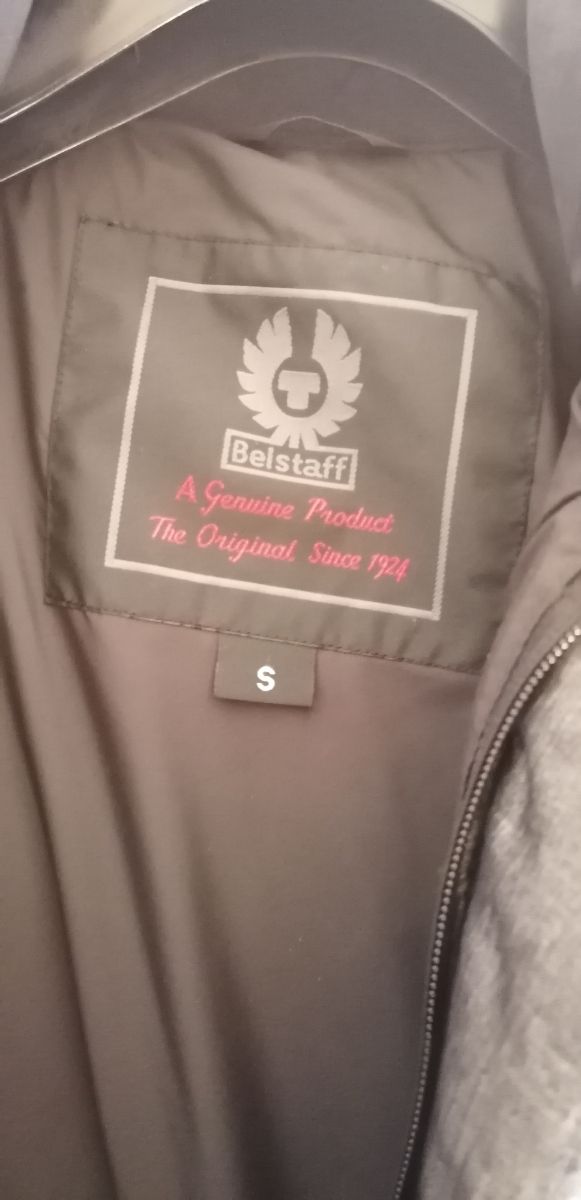 T
Belstaff
A Genuine Product
The Original Since 1924
S